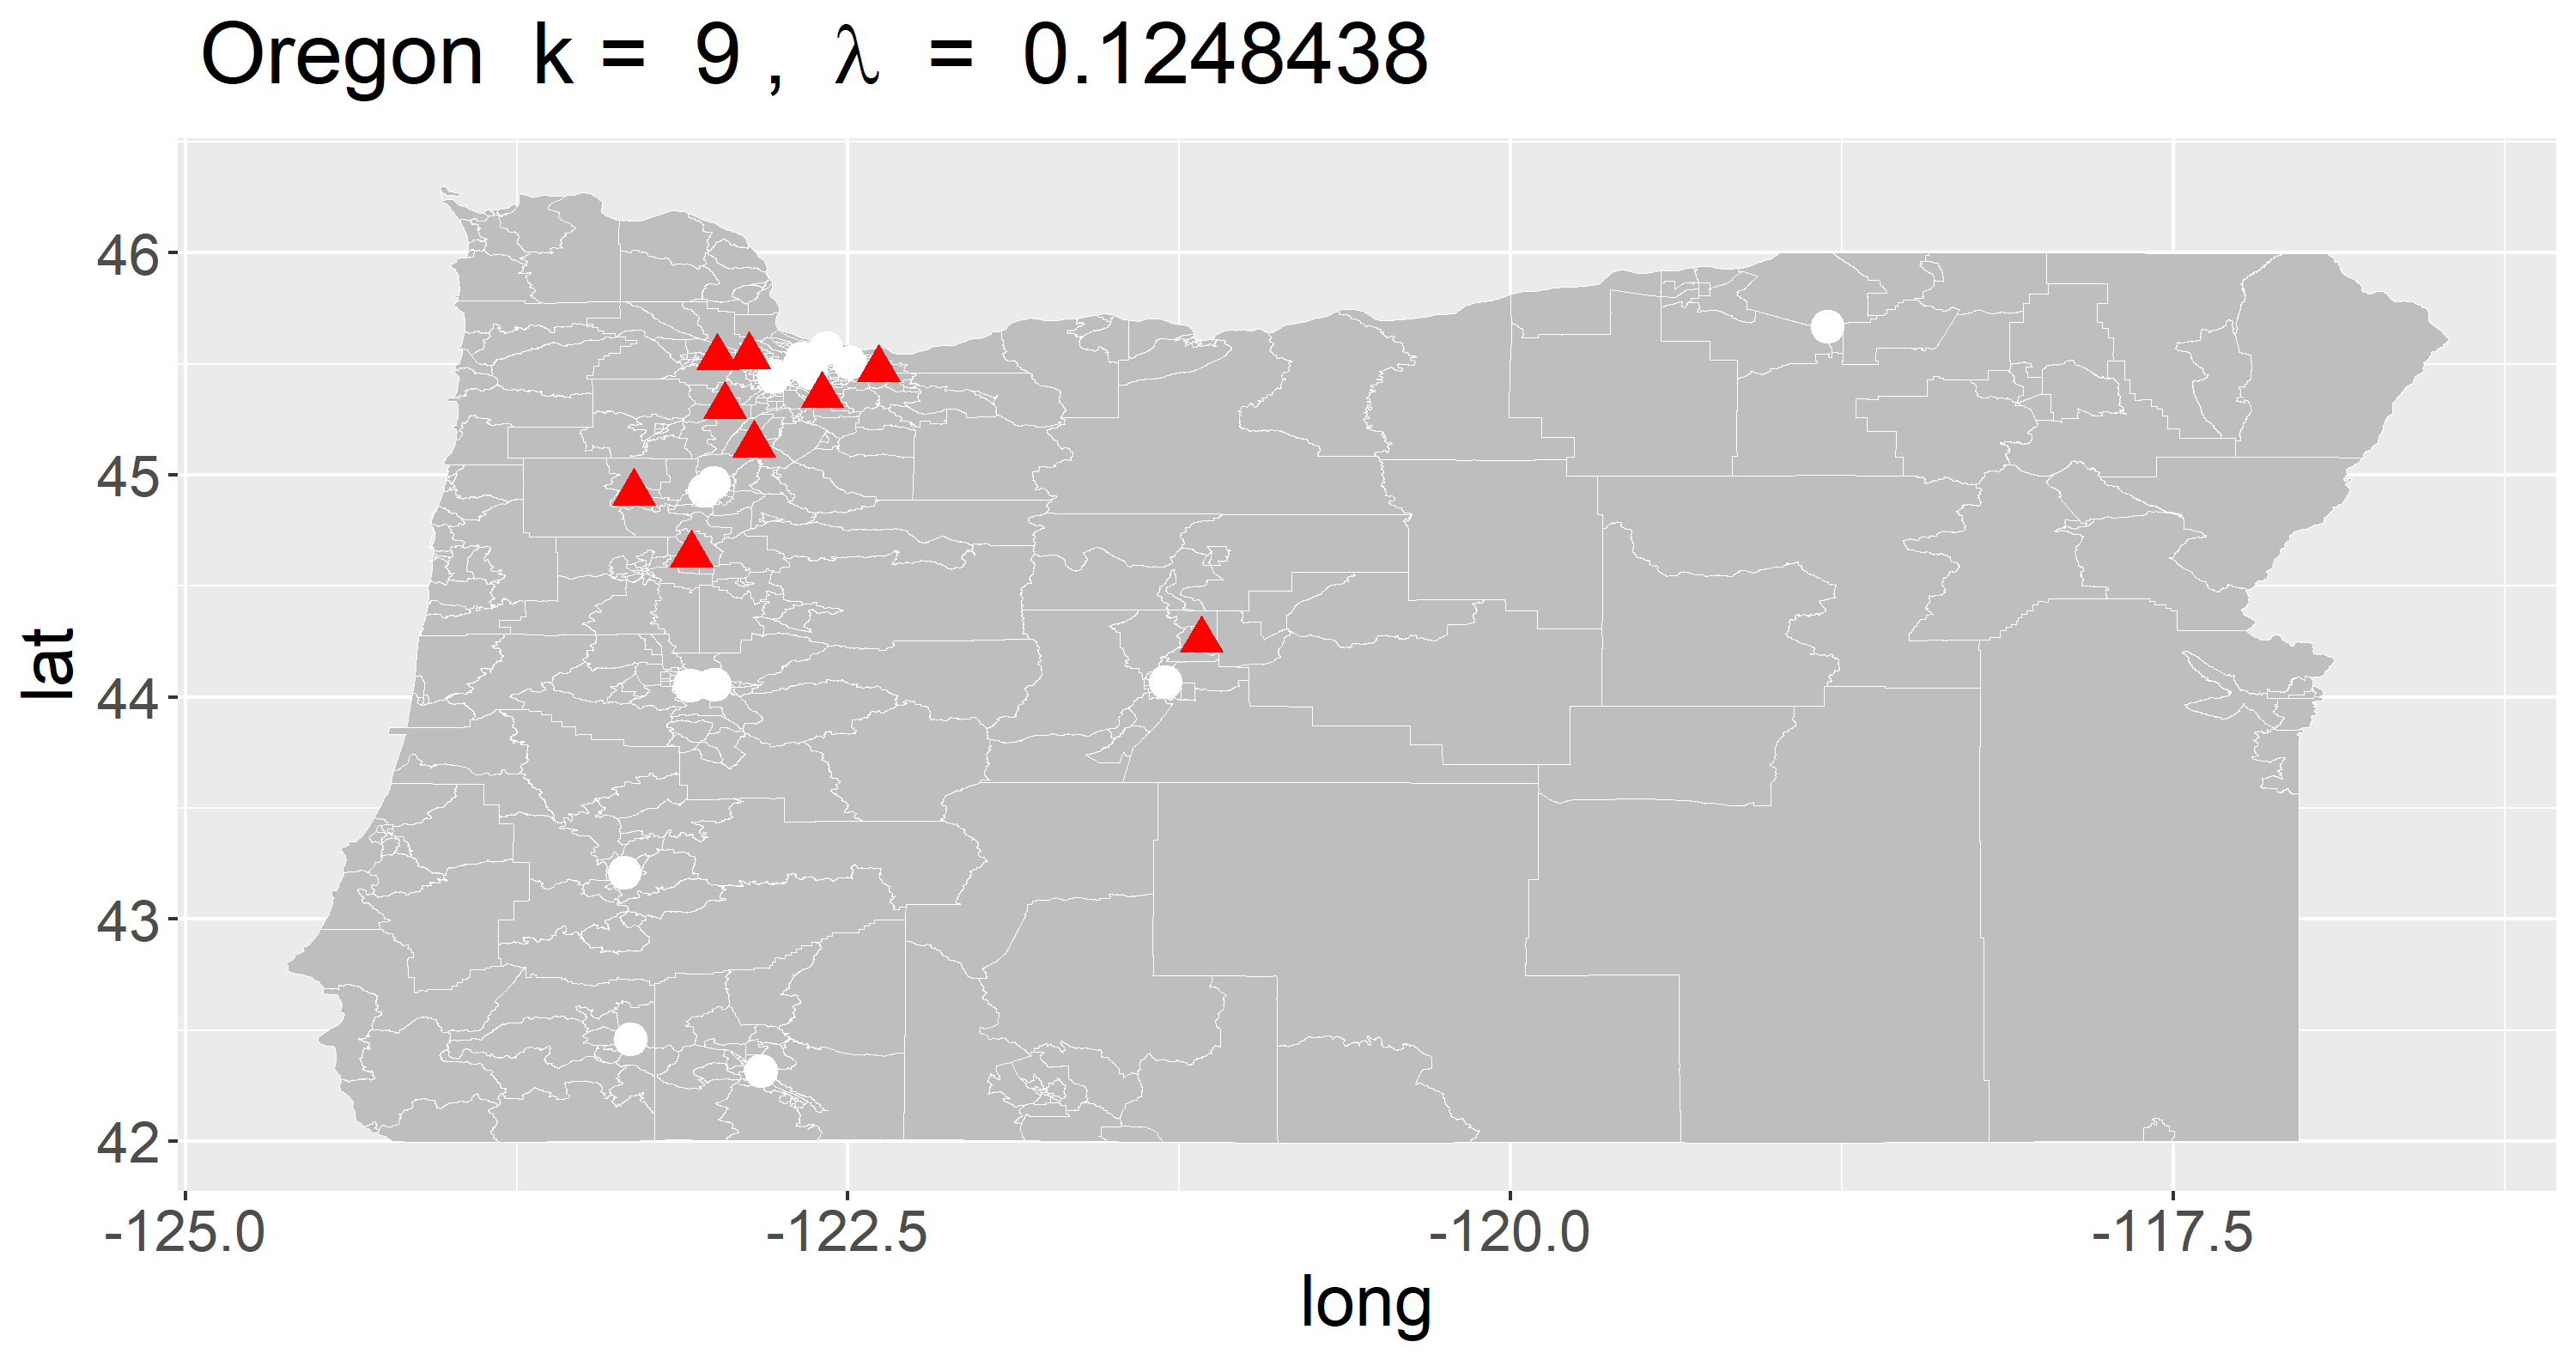 Oregon k = 9 , λ = 0.1248438
46
45
44
43
42
lat
-125.0 -122.5 -120.0 -117.5
long